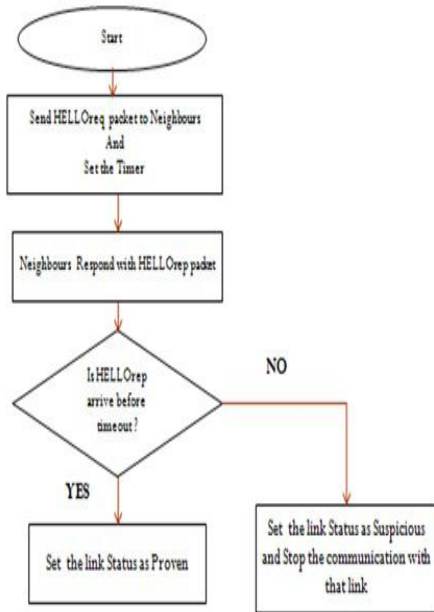 Start
Send HELLOreq packet to Neighbours
And
Set the Timer
Neighbours Respond with HELLOrep packet
Is HELLOrep
arrive before
timeout ?
NO
YES
Set the link Status as Proven
Set the link Status as Suspicious
and Stop the communication with
that link